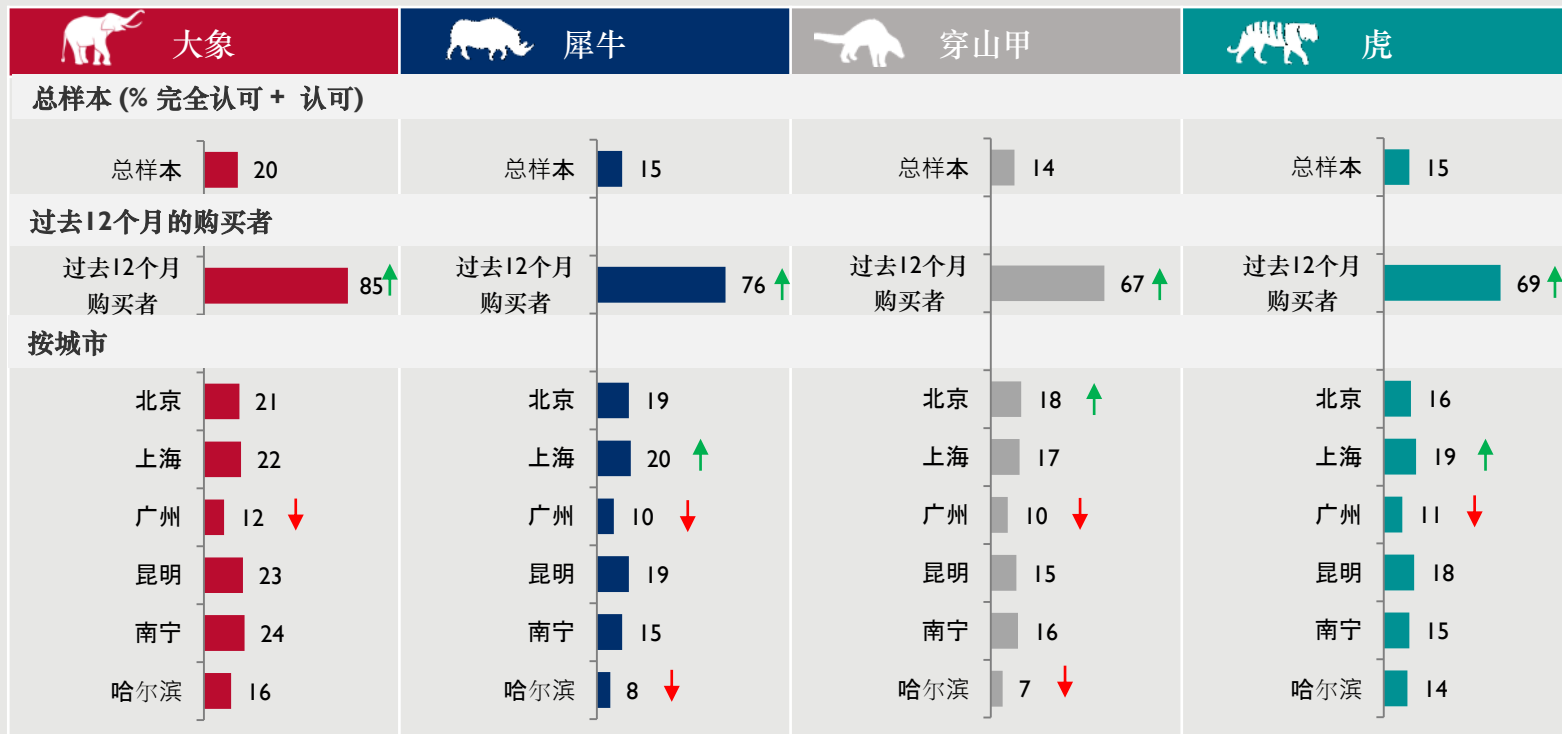 大象 犀牛 穿山甲 虎
总样本 (% 完全认可 + 认可)
总样本 20 总样本 15 总样本 14 总样本 15
过去12个月的购买者
过去12个月 过去12个月 过去12个月 过去12个月
购买者 85 购买者 76 购买者 67 购买者 69
按城市
北京 21 北京 19 北京 18 北京 16
上海 22 上海 20 上海 17 上海 19
广州 12 广州 10 广州 10 广州 11
昆明 23 昆明 19 昆明 15 昆明 18
南宁 24 南宁 15 南宁 16 南宁 15
哈尔滨 16 哈尔滨 8 哈尔滨 7 哈尔滨 14